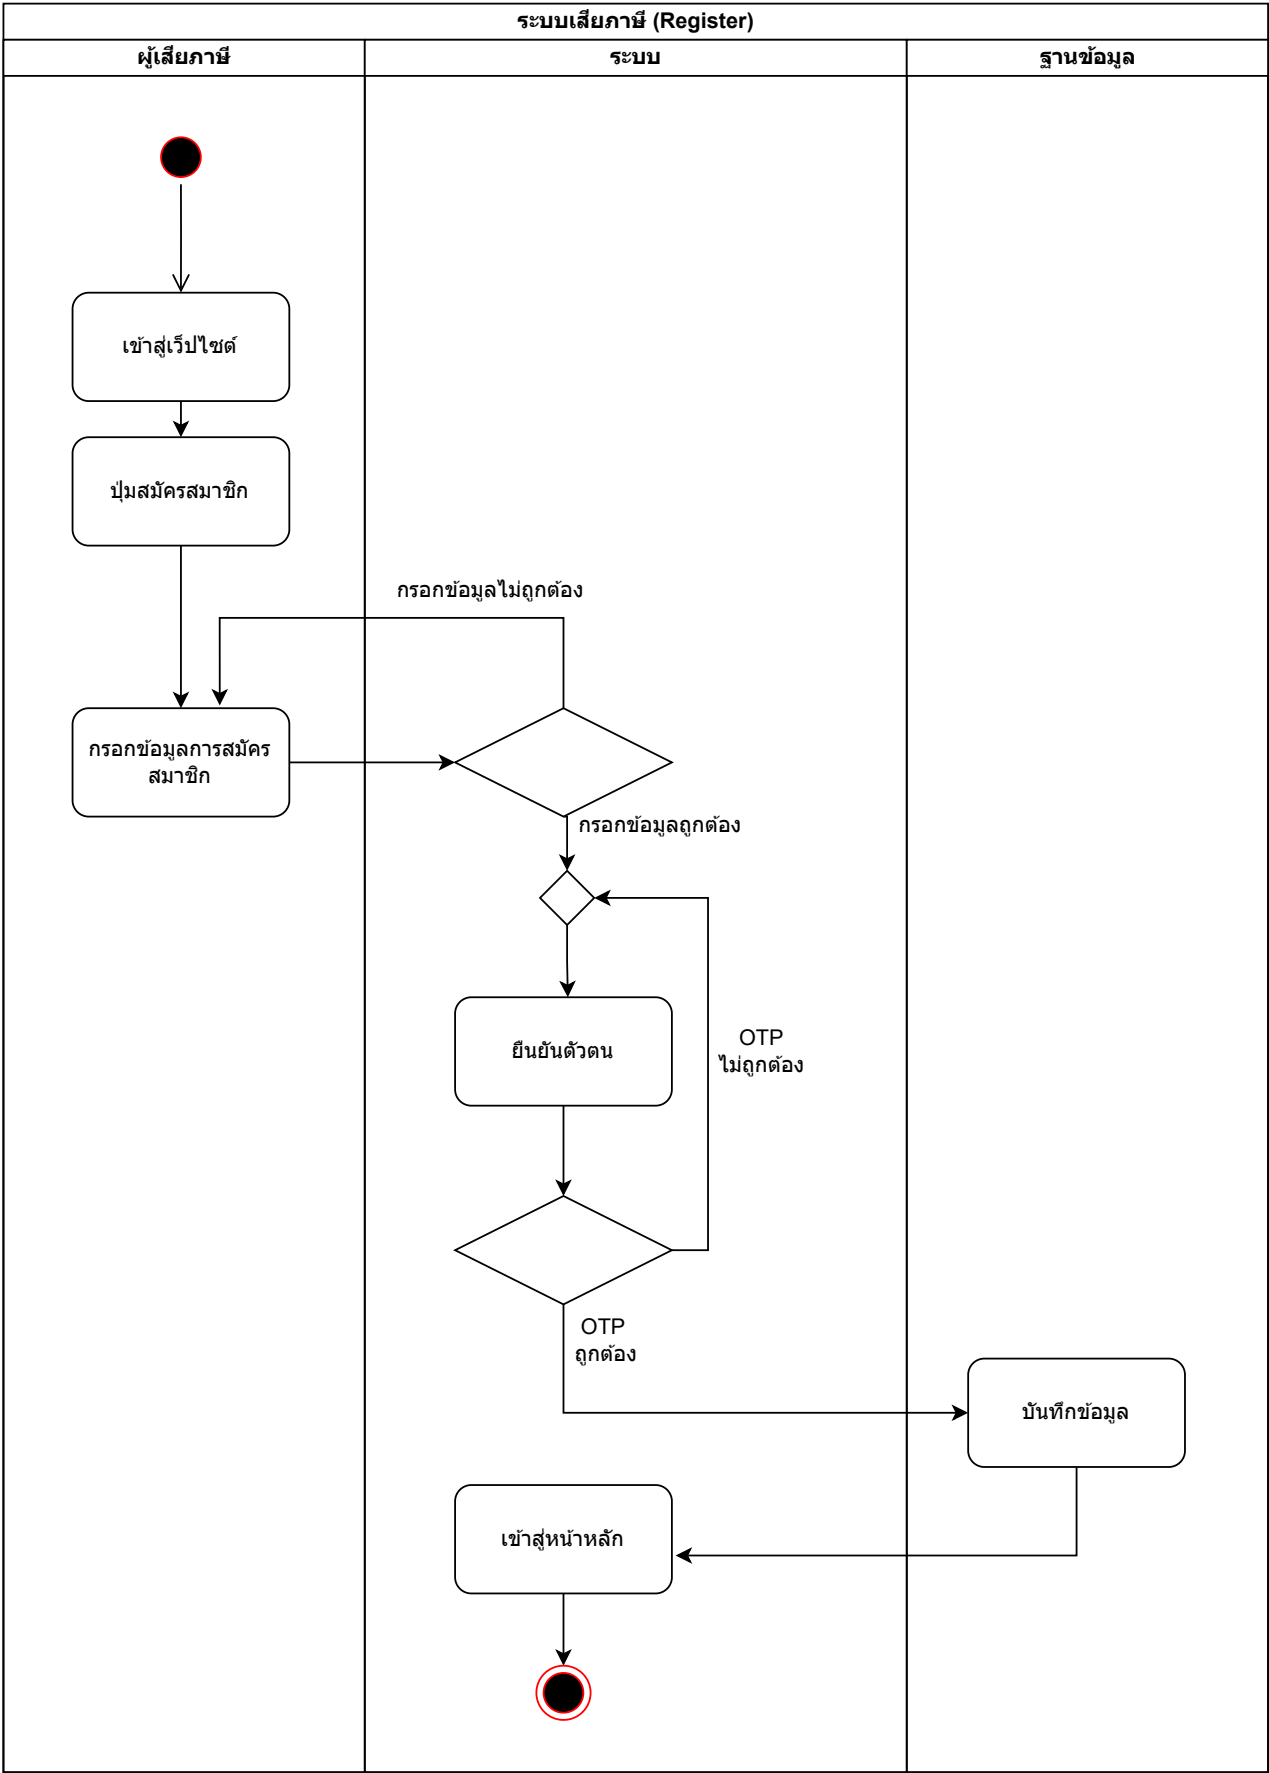 ระบบเสียภาษี (Register)
ผู้เสียภาษี
ระบบ
ฐานข้อมูล
เข้าสู่เว็ปไซต์
ปุ่มสมัครสมาชิก
กรอกข้อมูลไม่ถูกต้อง
กรอกข้อมูลการสมัคร
สมาชิก
กรอกข้อมูลถูกต้อง
ยืนยันตัวตน
OTP
ไม่ถูกต้อง
OTP
ถูกต้อง
บันทึกข้อมูล
เข้าสู่หน้าหลัก